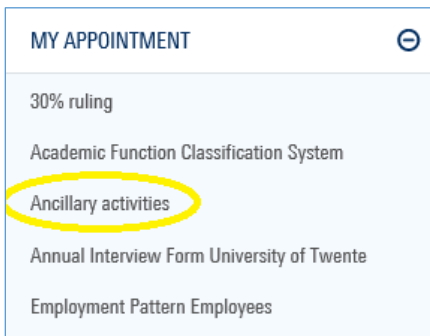 MY APPOINTMENT
30% ruling
Academic Function Classification System
Ancillary activities
Annual Interview Form University of Twente
Employment Pattern Employees